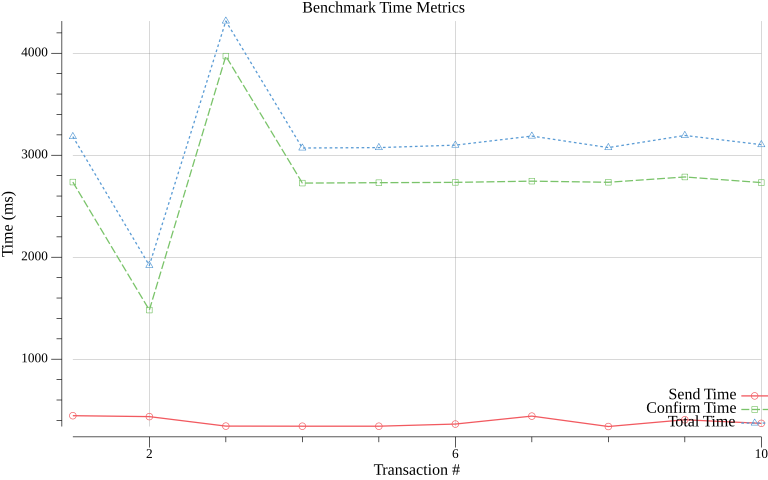 Benchmark Time Metrics
Time (ms)
4000
3000
2000
1000
Send Time
Confirm Time
Total Time
2
6
10
Transaction #